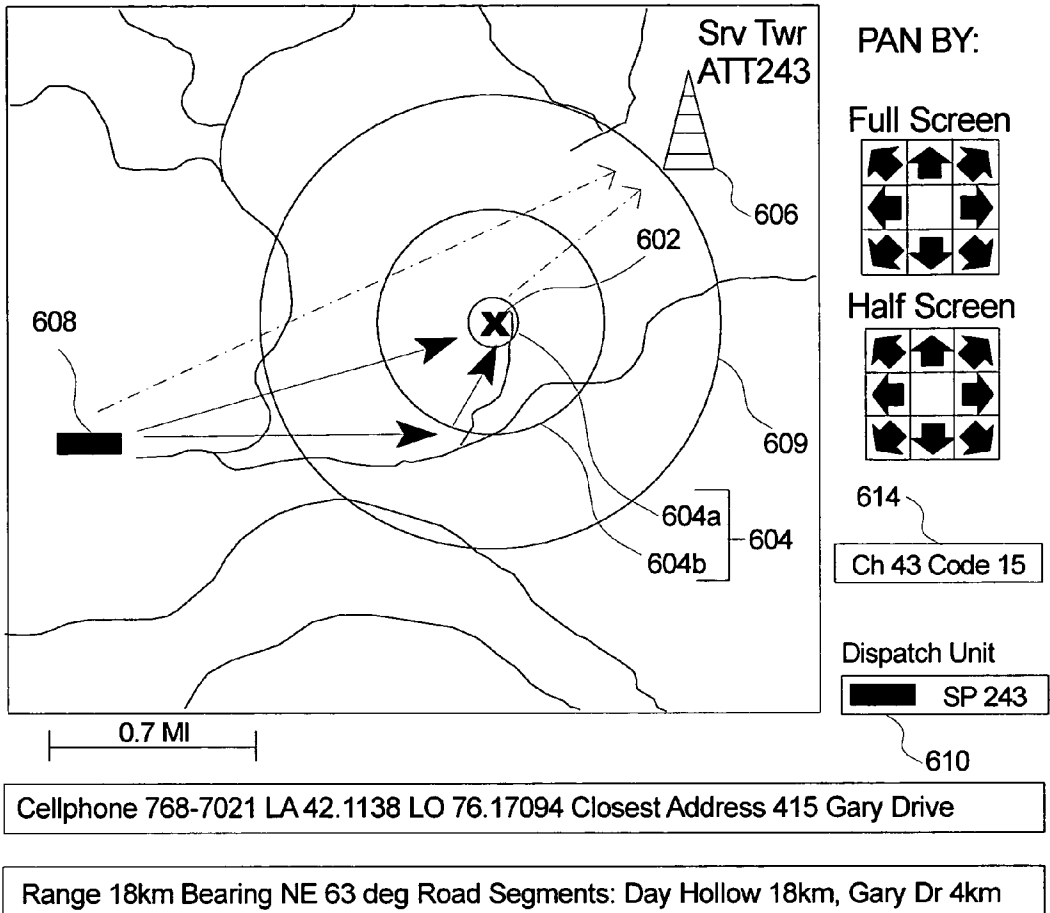 Srv Twr
ATT243
PAN BY:
Full Screen
606
602
608
Half Screen
609
614
604a
604
604b
Ch 43 Code 15
Dispatch Unit
SP 243
0.7 MI
610
Cellphone 768-7021 LA 42.1138 LO 76.17094 Closest Address 415 Gary Drive
Range 18km Bearing NE 63 deg Road Segments: Day Hollow 18km, Gary Dr 4km
X